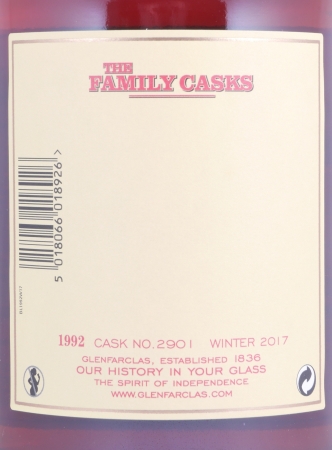 THE
FAMILY CASKS
5 018066 018926 >
1992 CASK NO. 2901 WINTER 2017
GLENFARCLAS, ESTABLISHED 1836
OUR HISTORY IN YOUR GLASS
THE SPIRIT OF INDEPENDENCE
WWW.GLENFARCLAS.COM